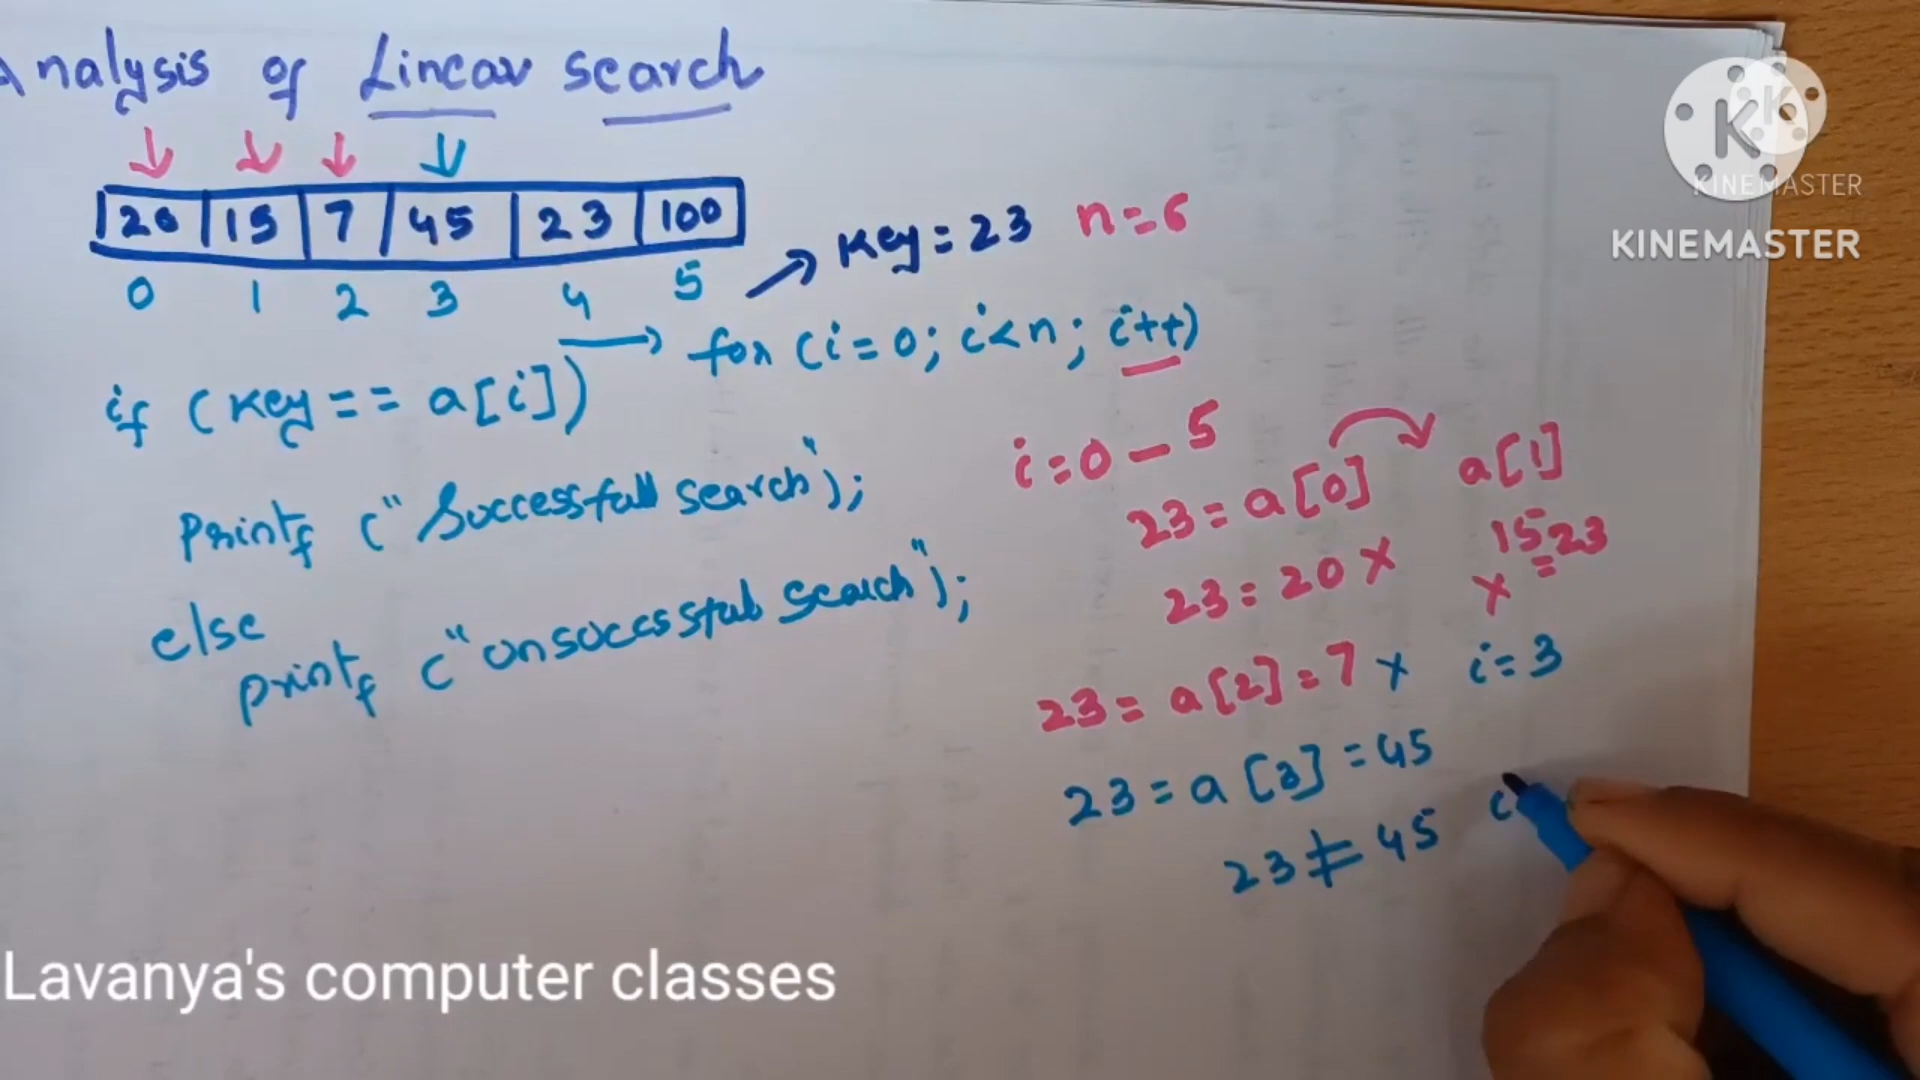 Analysis of Linear search
20 15 7 45 23 100
0 1 2 3 4 5
Key = 23 n=6
for (i=0; i<n; i++)
if (Key == a[i])
printf ("Successfull search");
else
printf ("unsuccessful search");
i=0-5
23 = a[0] a[1]
23 = 20 x 15=23
x
23 = a[2] = 7 x i=3
23 = a[3] = 45
23 ≠ 45
K K
KINEMASTER
KINEMASTER
Lavanya's computer classes